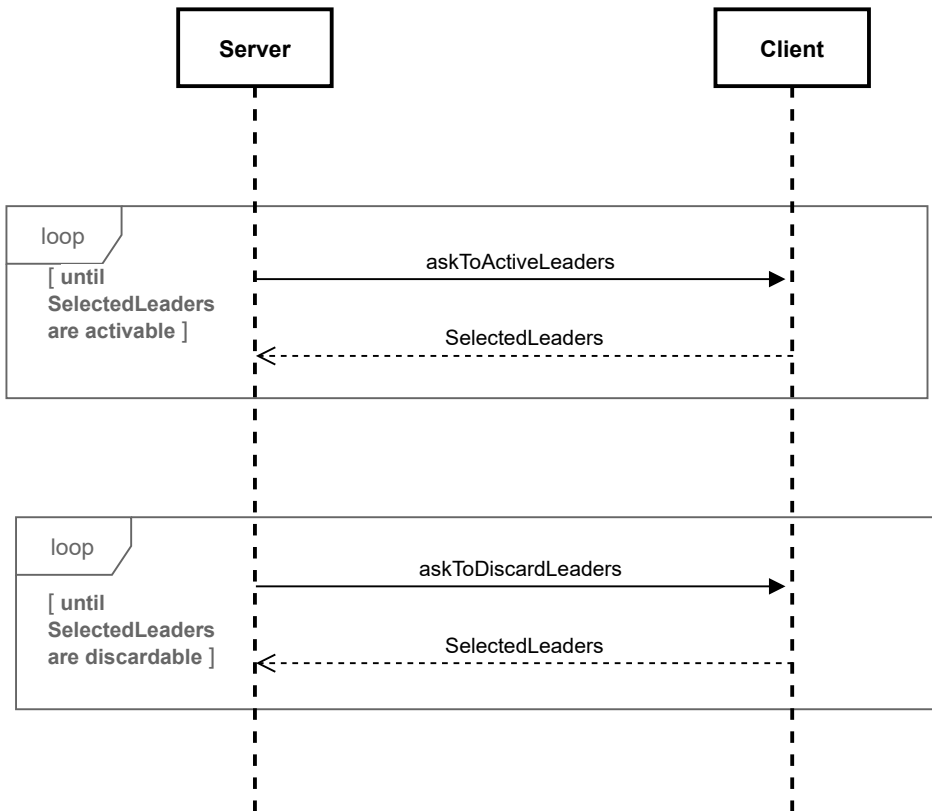 Server
Client
loop
[ until
SelectedLeaders
are activable ]
askToActiveLeaders
SelectedLeaders
loop
[ until
SelectedLeaders
are discardable ]
askToDiscardLeaders
SelectedLeaders